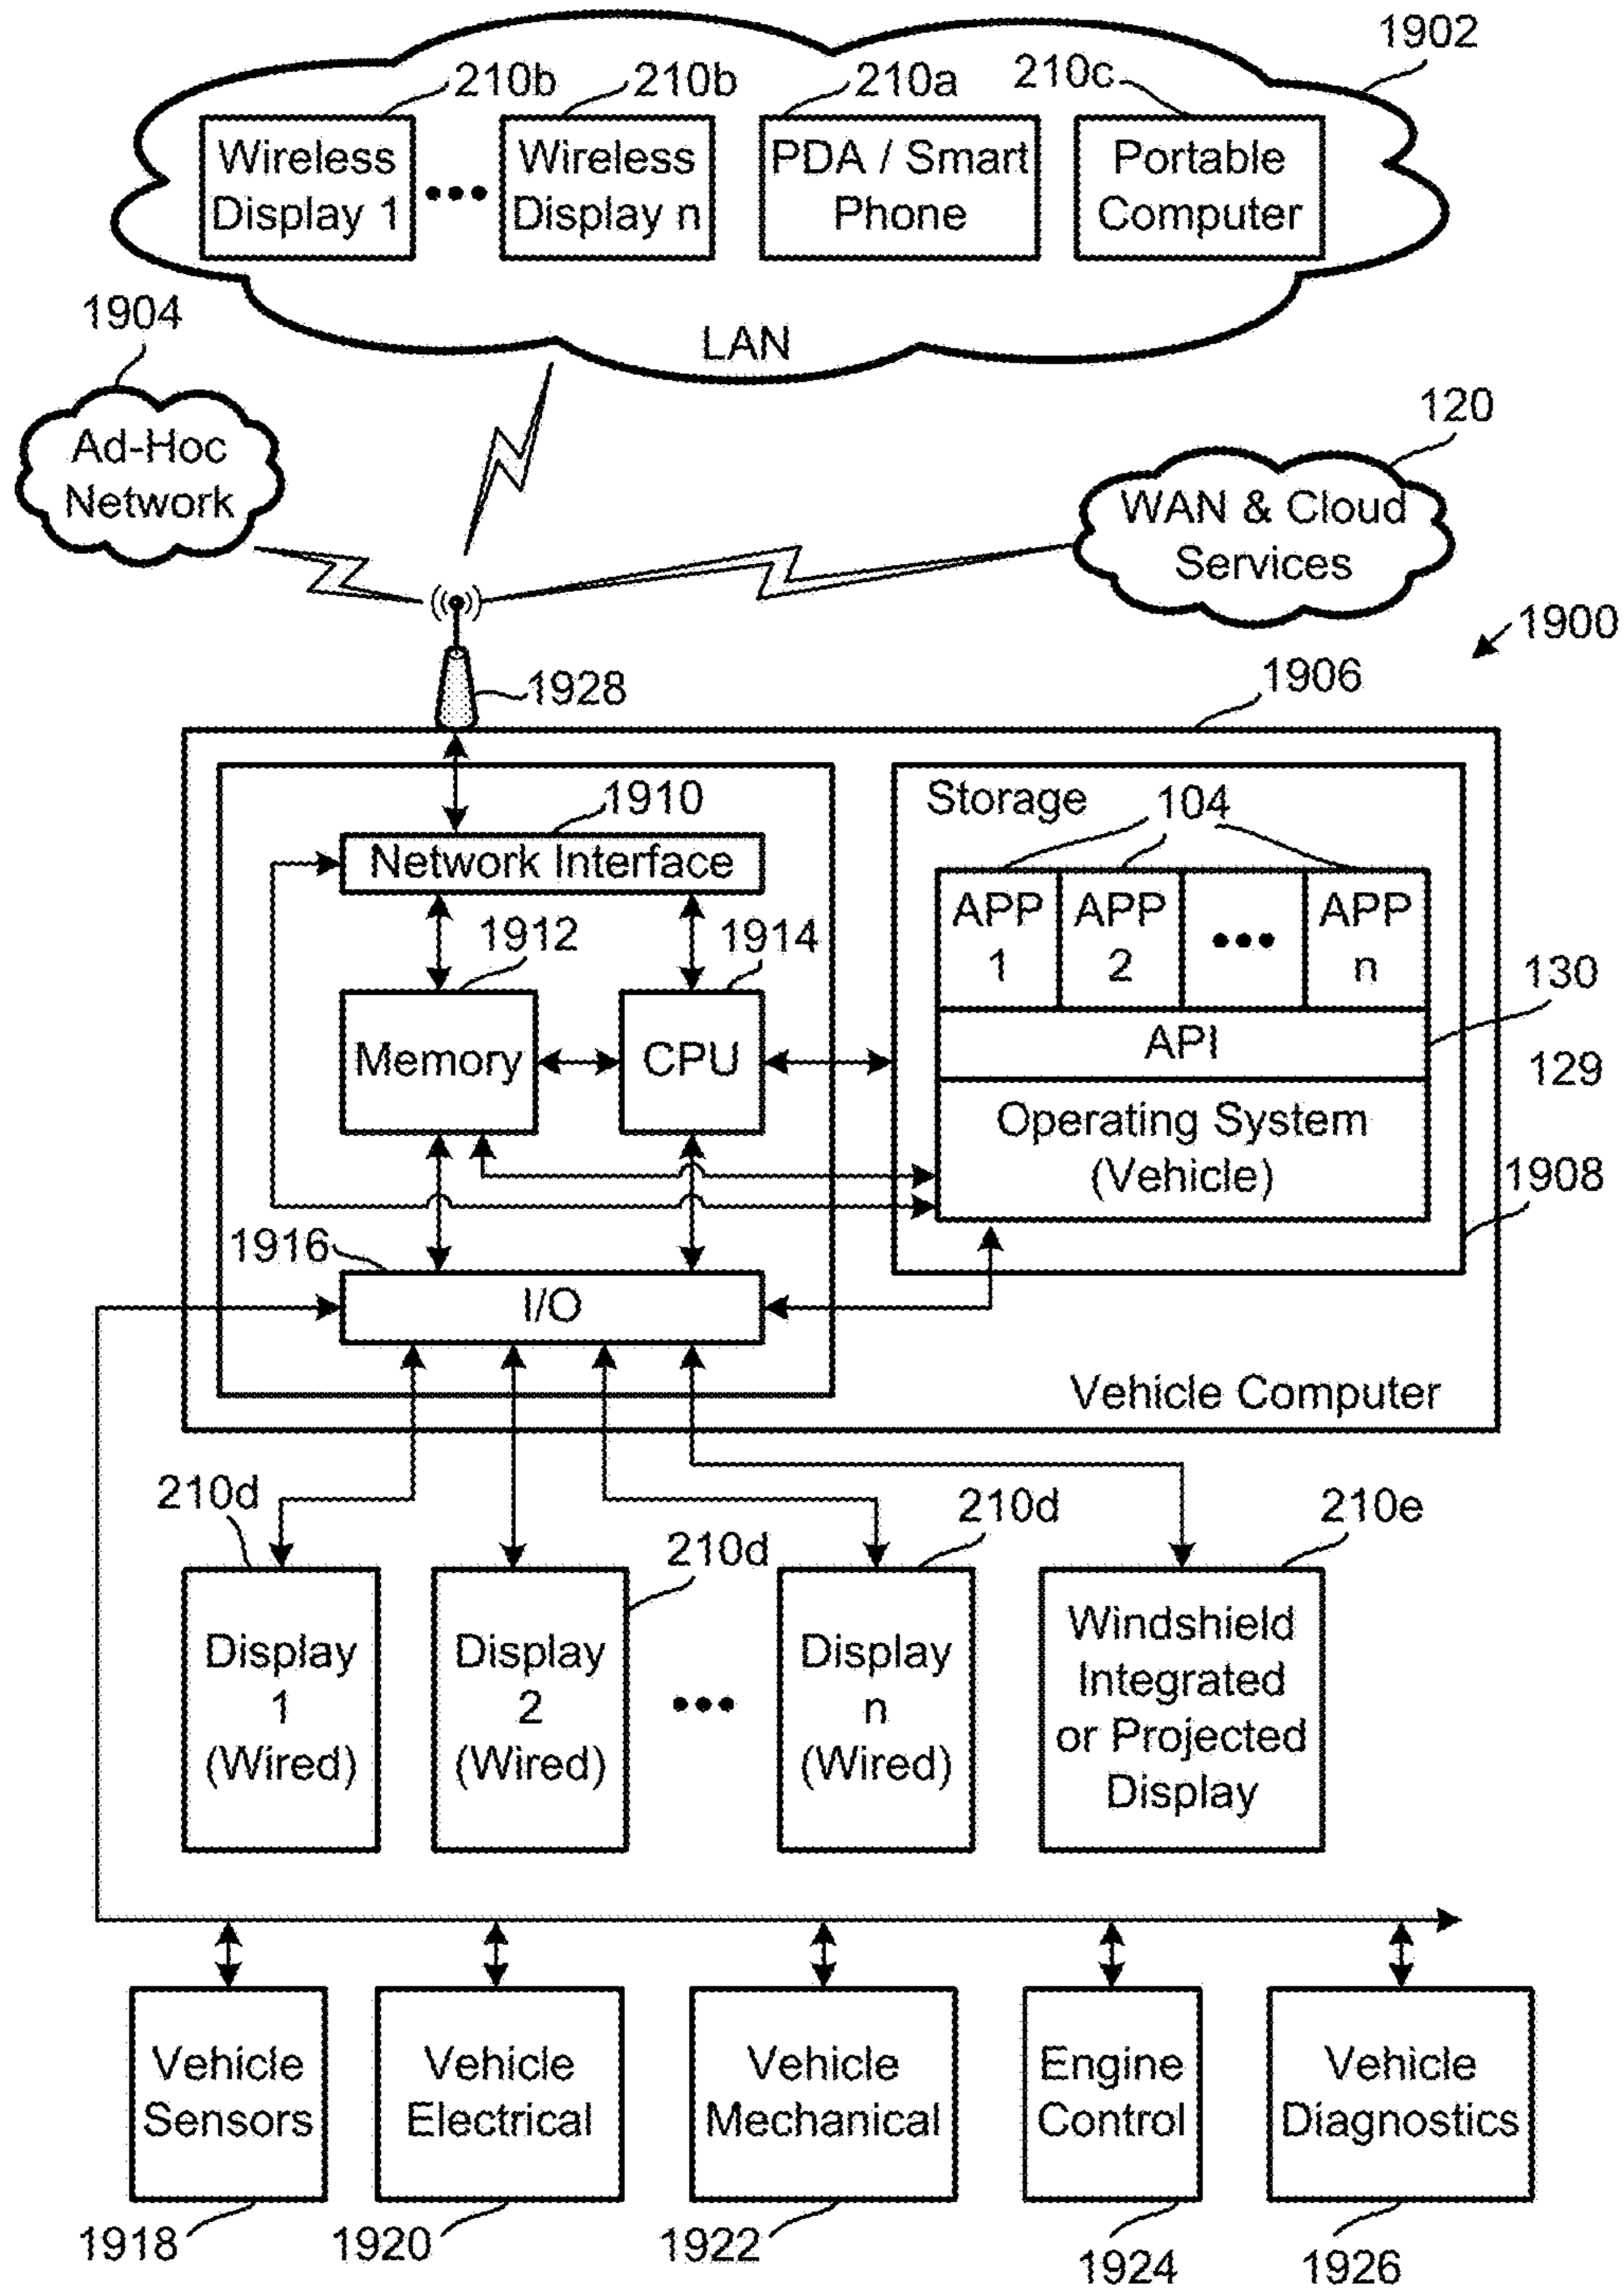 1902
210b
210b
210a
210c
Wireless
Display 1
Wireless
Display n
PDA / Smart
Phone
Portable
Computer
LAN
1904
Ad-Hoc
Network
120
WAN & Cloud
Services
1900
1928
1906
1910
Network Interface
Storage
104
APP
1
APP
2
APP
n
1912
1914
Memory
CPU
API
130
129
Operating System
(Vehicle)
1908
1916
I/O
Vehicle Computer
210d
210d
210d
210e
Display
1
(Wired)
Display
2
(Wired)
Display
n
(Wired)
Windshield
Integrated
or Projected
Display
Vehicle
Sensors
Vehicle
Electrical
Vehicle
Mechanical
Engine
Control
Vehicle
Diagnostics
1918
1920
1922
1924
1926